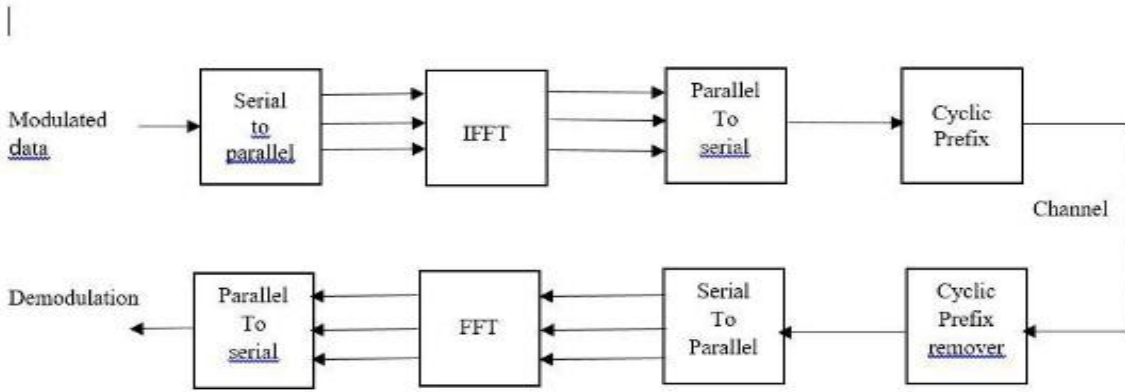 Modulated
data
Serial
to
parallel
IFFT
Parallel
To
serial
Cyclic
Prefix
Channel
Demodulation
Parallel
To
serial
FFT
Serial
To
Parallel
Cyclic
Prefix
remover